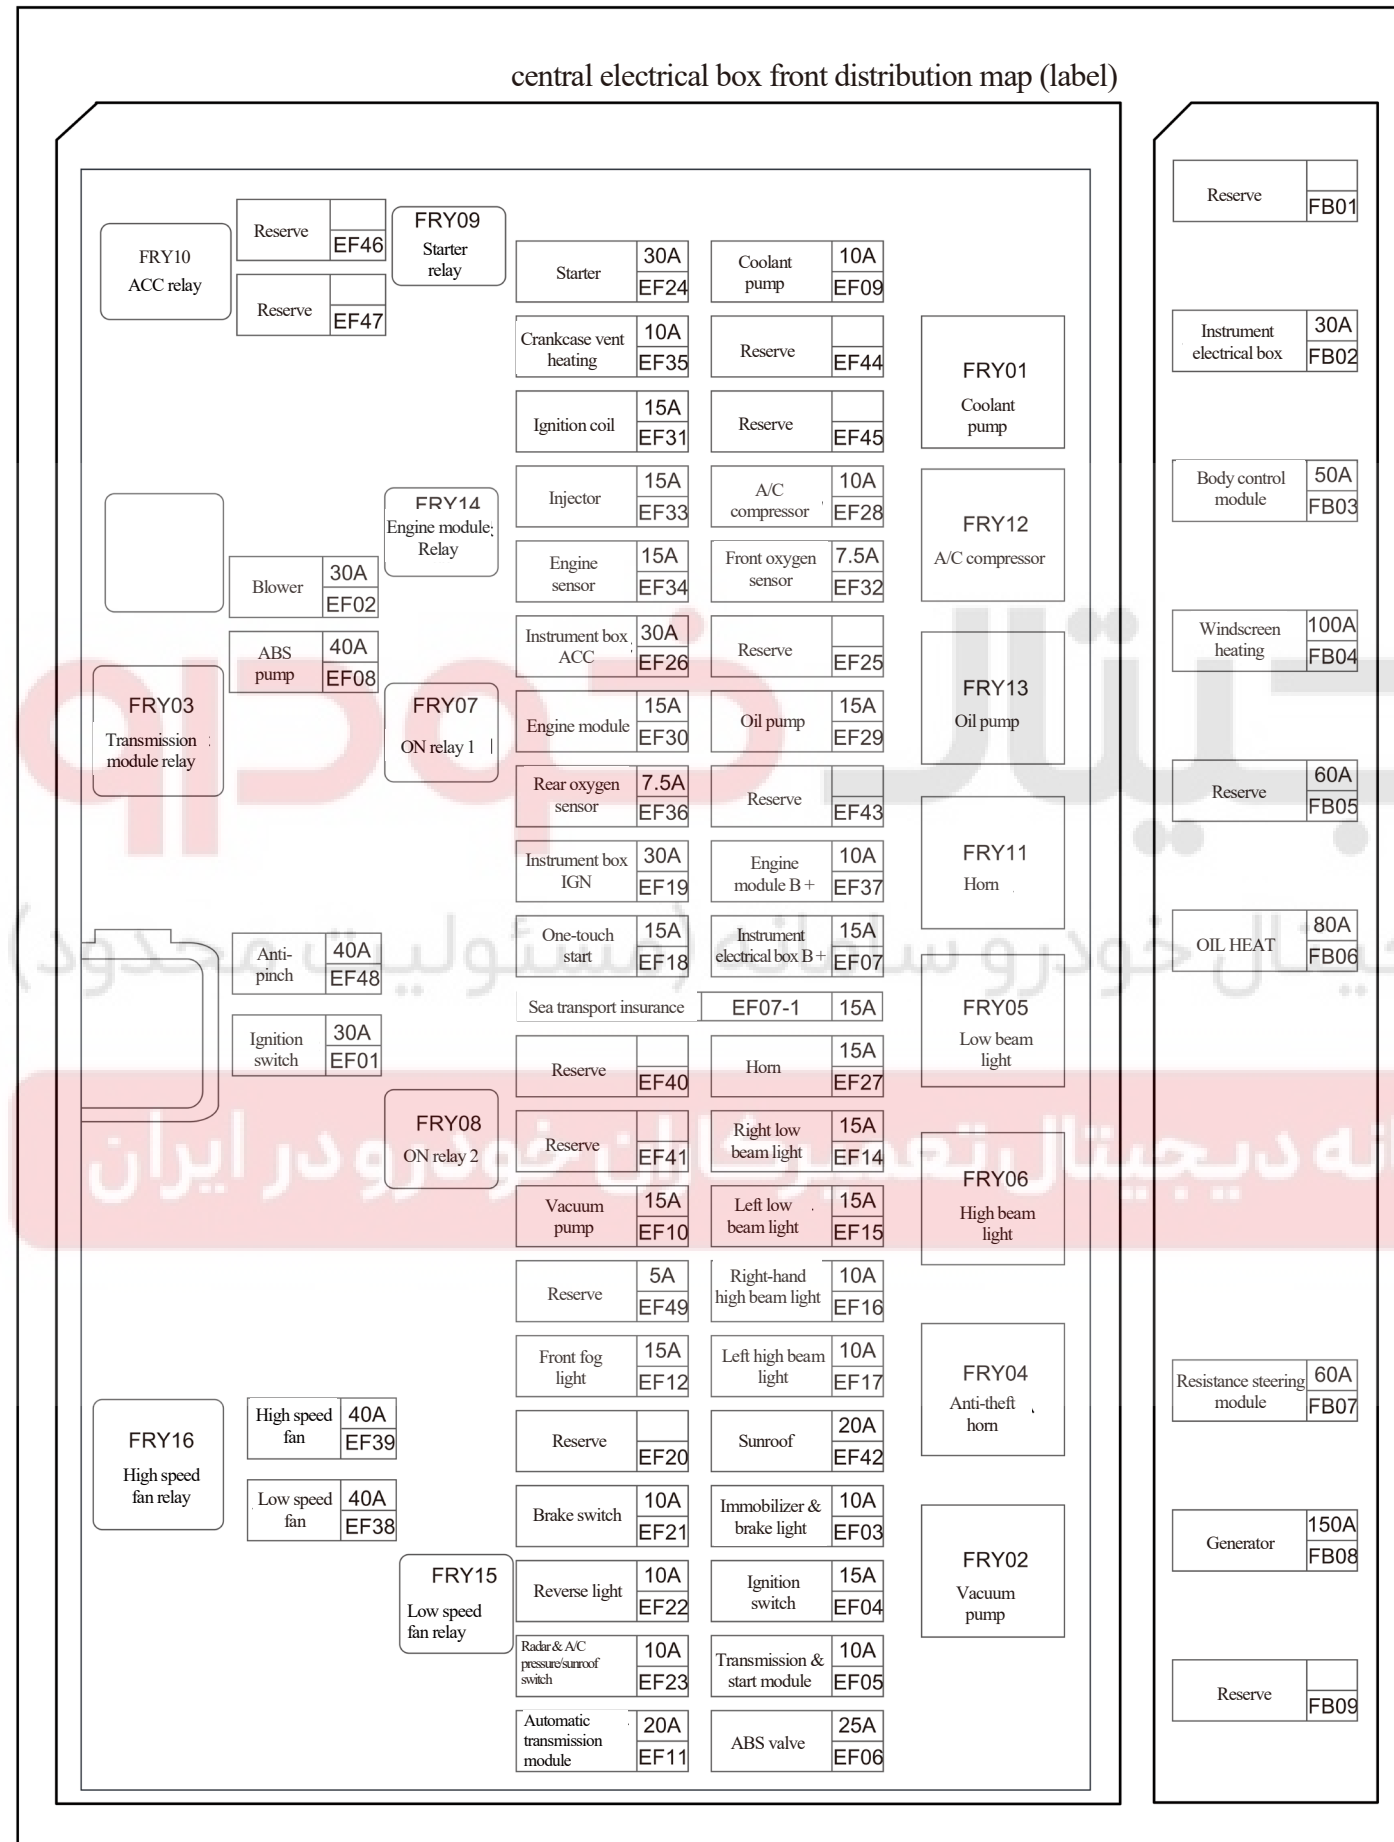 central electrical box front distribution map (label)
FRY10
ACC relay
Reserve
EF46
Reserve
EF47
FRY09
Starter
relay
FRY14
Engine module
Relay
Blower
30A
EF02
ABS
pump
40A
EF08
FRY03
Transmission
module relay
FRY07
ON relay 1
Anti-
pinch
40A
EF48
Ignition
switch
30A
EF01
FRY08
ON relay 2
FRY16
High speed
fan relay
High speed
fan
40A
EF39
Low speed
fan
40A
EF38
FRY15
Low speed
fan relay
Starter
30A
EF24
Crankcase vent
heating
10A
EF35
Ignition coil
15A
EF31
Injector
15A
EF33
Engine
sensor
15A
EF34
Instrument box
ACC
30A
EF26
Engine module
15A
EF30
Rear oxygen
sensor
7.5A
EF36
Instrument box
IGN
30A
EF19
One-touch
start
15A
EF18
Sea transport insurance
EF07-1
15A
Reserve
EF40
Reserve
EF41
Vacuum
pump
15A
EF10
Reserve
5A
EF49
Front fog
light
15A
EF12
Reserve
EF20
Brake switch
10A
EF21
Reverse light
10A
EF22
Radar & A/C
pressure/sunroof
switch
10A
EF23
Automatic
transmission
module
20A
EF11
Coolant
pump
10A
EF09
Reserve
EF44
Reserve
EF45
A/C
compressor
10A
EF28
Front oxygen
sensor
7.5A
EF32
Reserve
EF25
Oil pump
15A
EF29
Reserve
EF43
Engine
module B +
10A
EF37
Instrument
electrical box B +
15A
EF07
Horn
15A
EF27
Right low
beam light
15A
EF14
Left low
beam light
15A
EF15
Right-hand
high beam light
10A
EF16
Left high beam
light
10A
EF17
Sunroof
20A
EF42
Immobilizer &
brake light
10A
EF03
Ignition
switch
15A
EF04
Transmission &
start module
10A
EF05
ABS valve
25A
EF06
FRY01
Coolant
pump
FRY12
A/C compressor
FRY13
Oil pump
FRY11
Horn
FRY05
Low beam
light
FRY06
High beam
light
FRY04
Anti-theft
horn
FRY02
Vacuum
pump
Reserve
FB01
Instrument
electrical box
30A
FB02
Body control
module
50A
FB03
Windscreen
heating
100A
FB04
Reserve
60A
FB05
OIL HEAT
80A
FB06
Resistance steering
module
60A
FB07
Generator
150A
FB08
Reserve
FB09
دیجیتال خودرو
دیجیتال خودرو سامانه (مسئولیت محدود)
سامانه دیجیتال تعمیرکاران خودرو در ایران